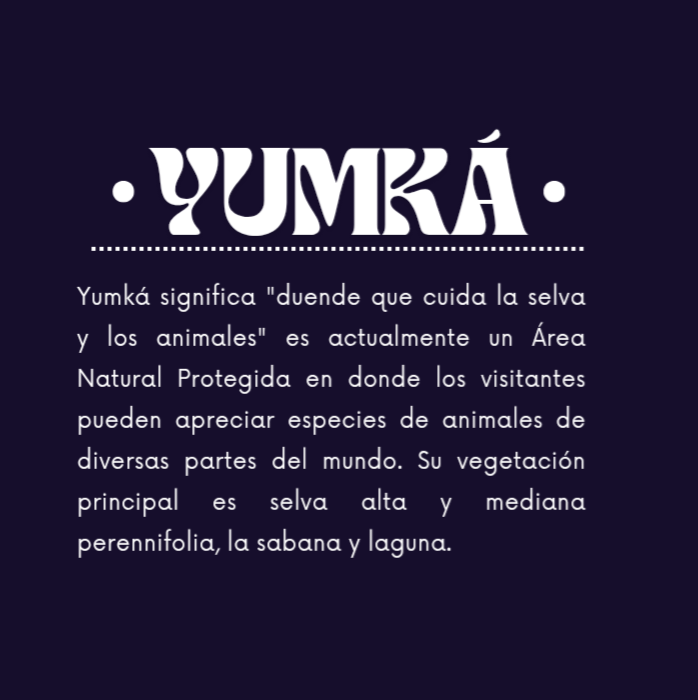 YUMKÁ
Yumká significa "duende que cuida la selva
y los animales" es actualmente un Área
Natural Protegida en donde los visitantes
pueden apreciar especies de animales de
diversas partes del mundo. Su vegetación
principal es selva alta y mediana
perennifolia, la sabana y laguna.